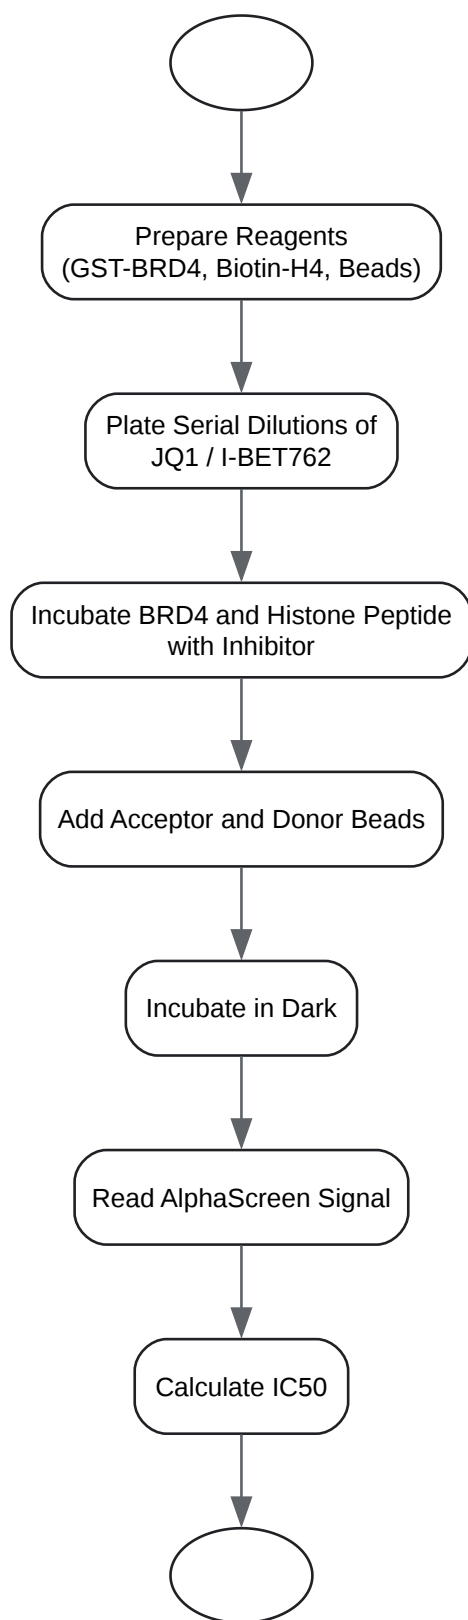 Prepare Reagents
(GST-BRD4, Biotin-H4, Beads)
Plate Serial Dilutions of
JQ1 / I-BET762
Incubate BRD4 and Histone Peptide
with Inhibitor
Add Acceptor and Donor Beads
Incubate in Dark
Read AlphaScreen Signal
Calculate IC50